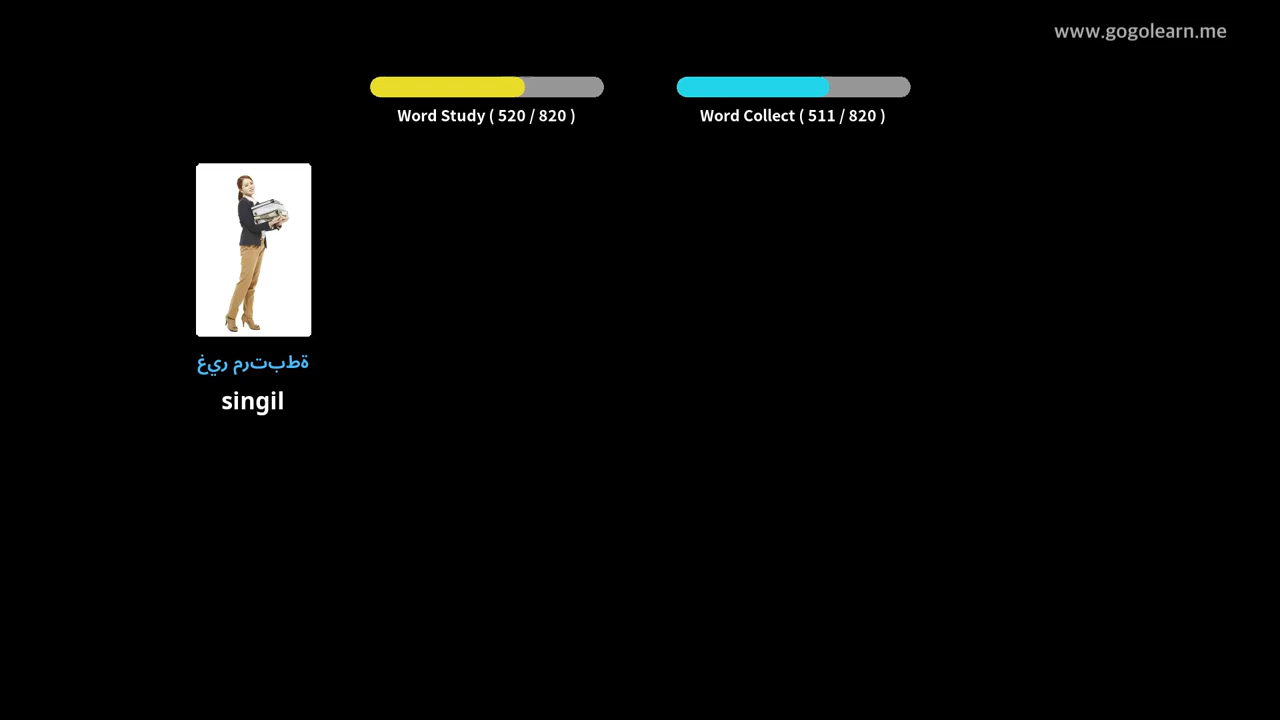 www.gogolearn.me
Word Study ( 520 / 820 )
Word Collect ( 511 / 820 )
غير مرتبطة
singil